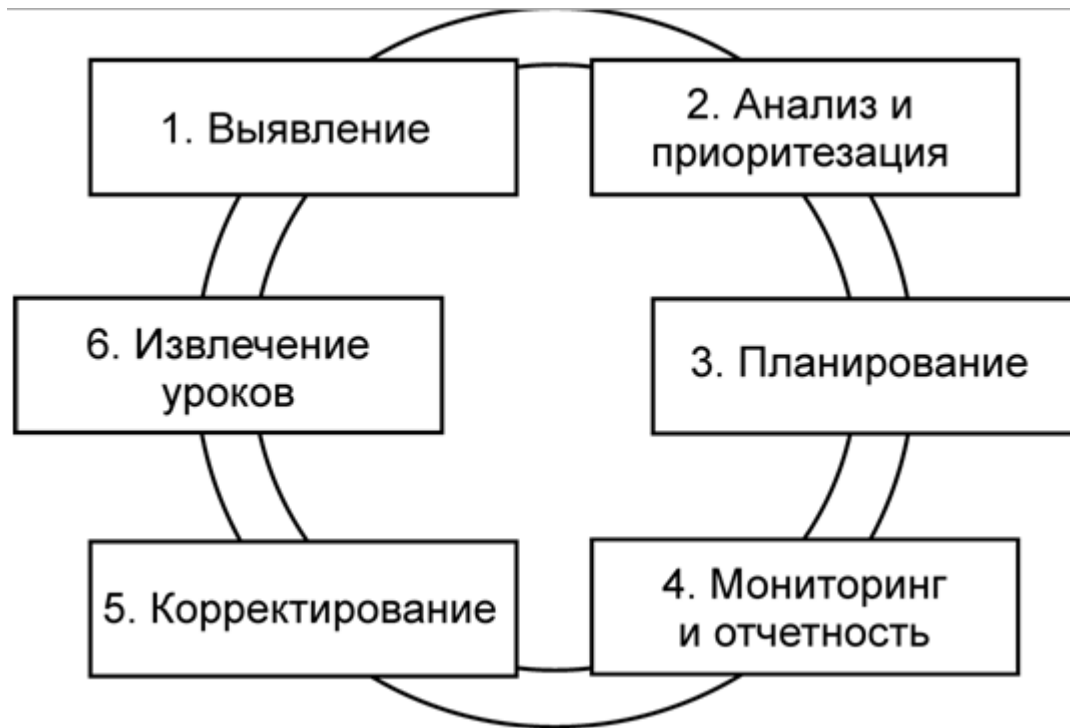 1. Выявление
2. Анализ и
приоритезация
3. Планирование
4. Мониторинг
и отчетность
5. Корректирование
6. Извлечение
уроков